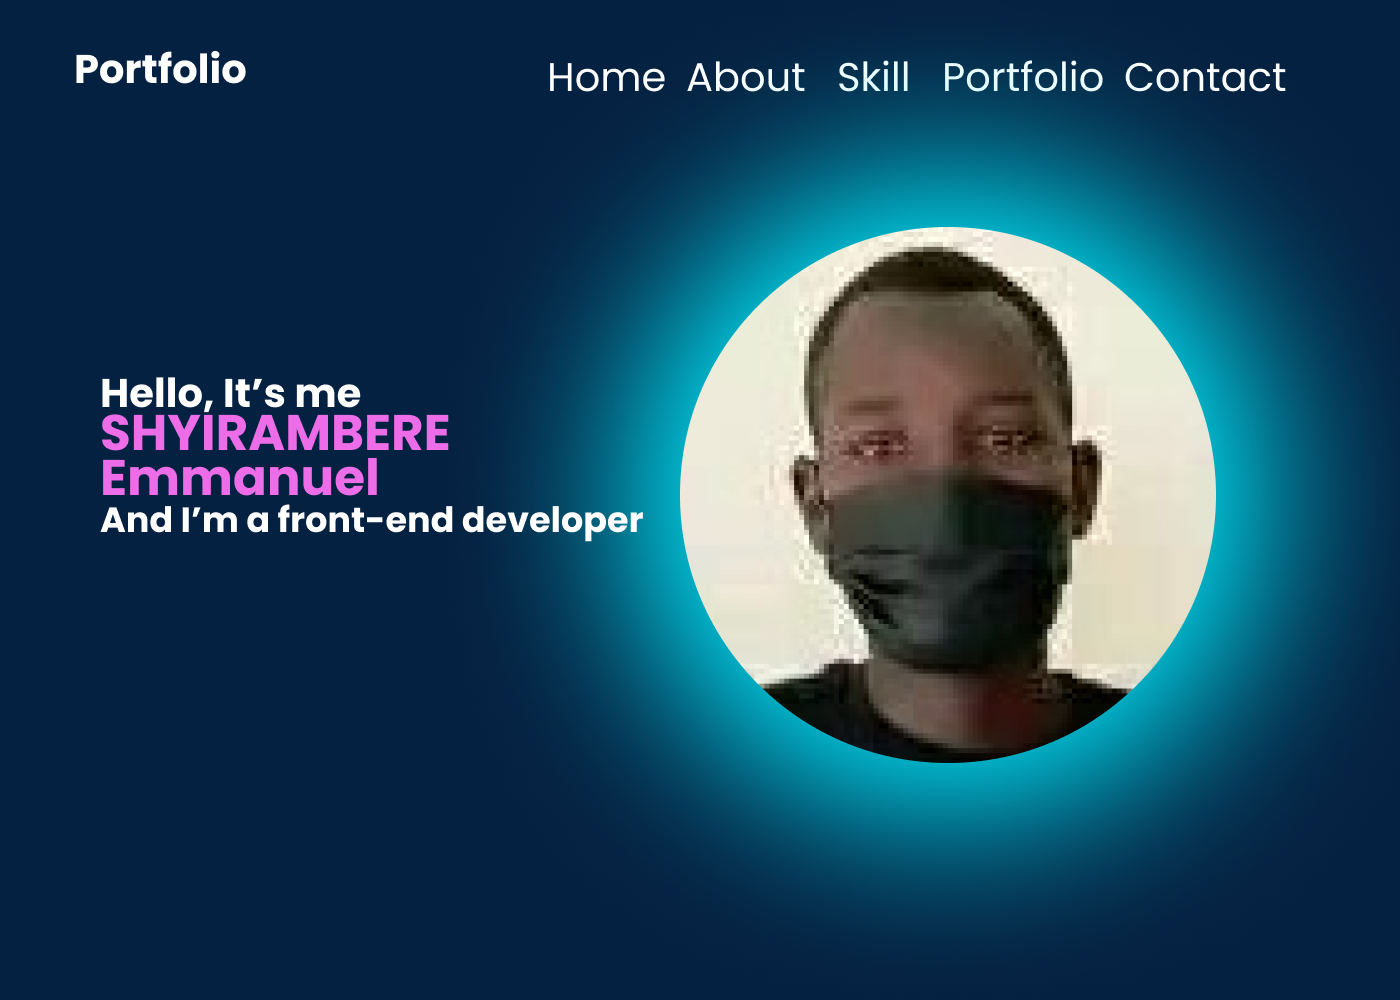 Portfolio
Home About Skill Portfolio Contact
Hello, It’s me
SHYIRAMBERE
Emmanuel
And I’m a front-end developer